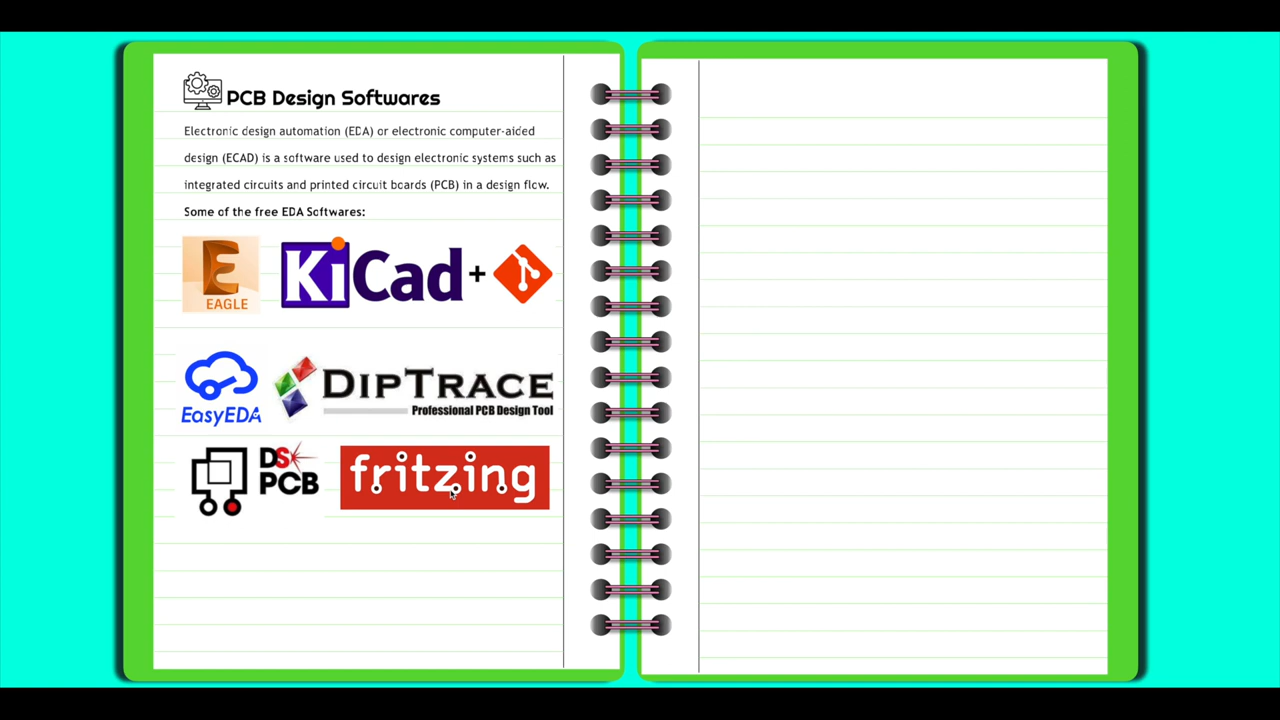 PCB Design Softwares
Electronic design automation (EDA) or electronic computer-aided
design (ECAD) is a software used to design electronic systems such as
integrated circuits and printed circuit boards (PCB) in a design flow.
Some of the free EDA Softwares:
E
EAGLE
KiCad +
EasyEDA
DIPTRACE
Professional PCB Design Tool
DS
PCB
fritzing